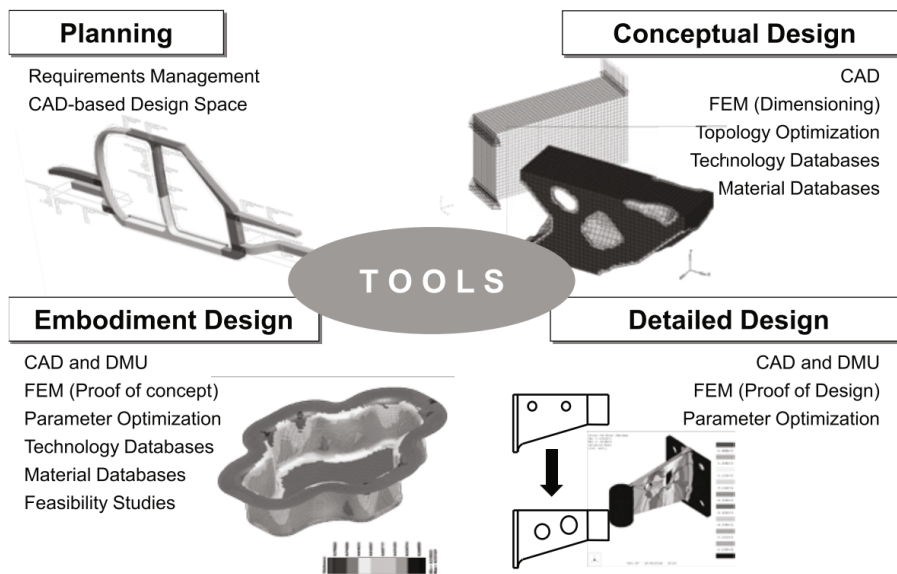 Planning
Requirements Management
CAD-based Design Space
Conceptual Design
CAD
FEM (Dimensioning)
Topology Optimization
Technology Databases
Material Databases
TOOLS
Embodiment Design
CAD and DMU
FEM (Proof of concept)
Parameter Optimization
Technology Databases
Material Databases
Feasibility Studies
Detailed Design
CAD and DMU
FEM (Proof of Design)
Parameter Optimization